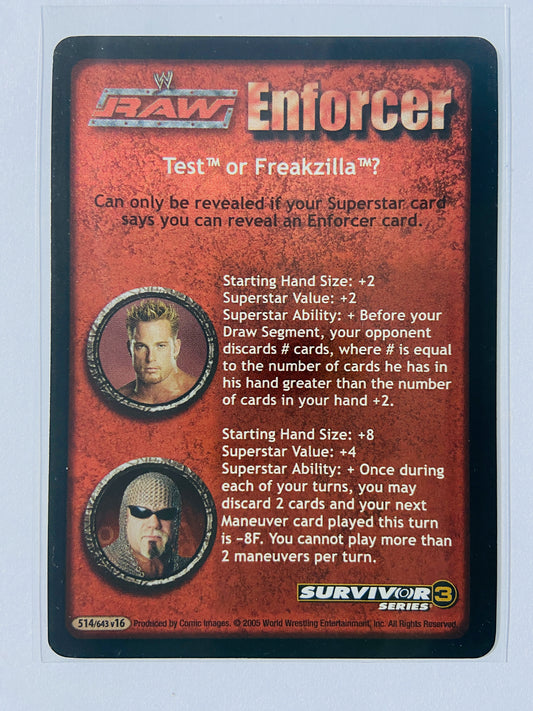 W
RAW Enforcer
Test™ or Freakzilla™?
Can only be revealed if your Superstar card
says you can reveal an Enforcer card.
Starting Hand Size: +2
Superstar Value: +2
Superstar Ability: + Before your
Draw Segment, your opponent
discards # cards, where # is equal
to the number of cards he has in
his hand greater than the number
of cards in your hand +2.
Starting Hand Size: +8
Superstar Value: +4
Superstar Ability: + Once during
each of your turns, you may
discard 2 cards and your next
Maneuver card played this turn
is −8F. You cannot play more than
2 maneuvers per turn.
SURVIVOR 3
SERIES
514/643 v16 Produced by Comic Images. © 2005 World Wrestling Entertainment, Inc. All Rights Reserved.